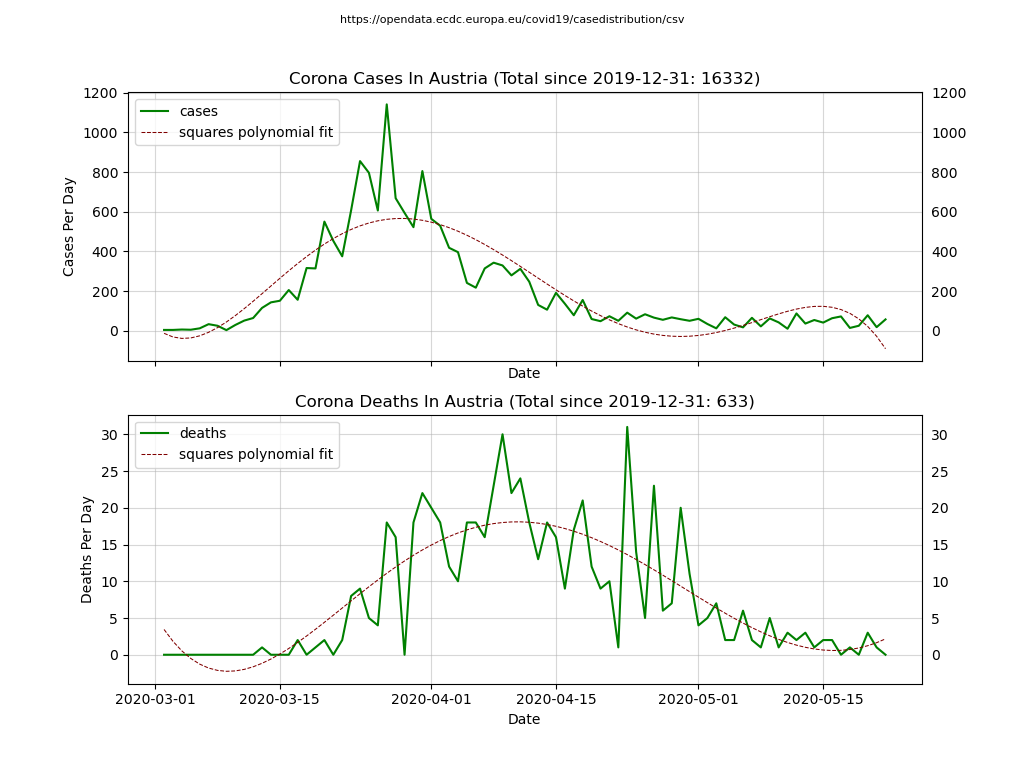 https://opendata.ecdc.europa.eu/covid19/casedistribution/csv
Corona Cases In Austria (Total since 2019-12-31: 16332)
cases
squares polynomial fit
Cases Per Day
1200
1000
800
600
400
200
0
1200
1000
800
600
400
200
0
Date
Corona Deaths In Austria (Total since 2019-12-31: 633)
deaths
squares polynomial fit
Deaths Per Day
30
25
20
15
10
5
0
30
25
20
15
10
5
0
2020-03-01 2020-03-15 2020-04-01 2020-04-15 2020-05-01 2020-05-15
Date